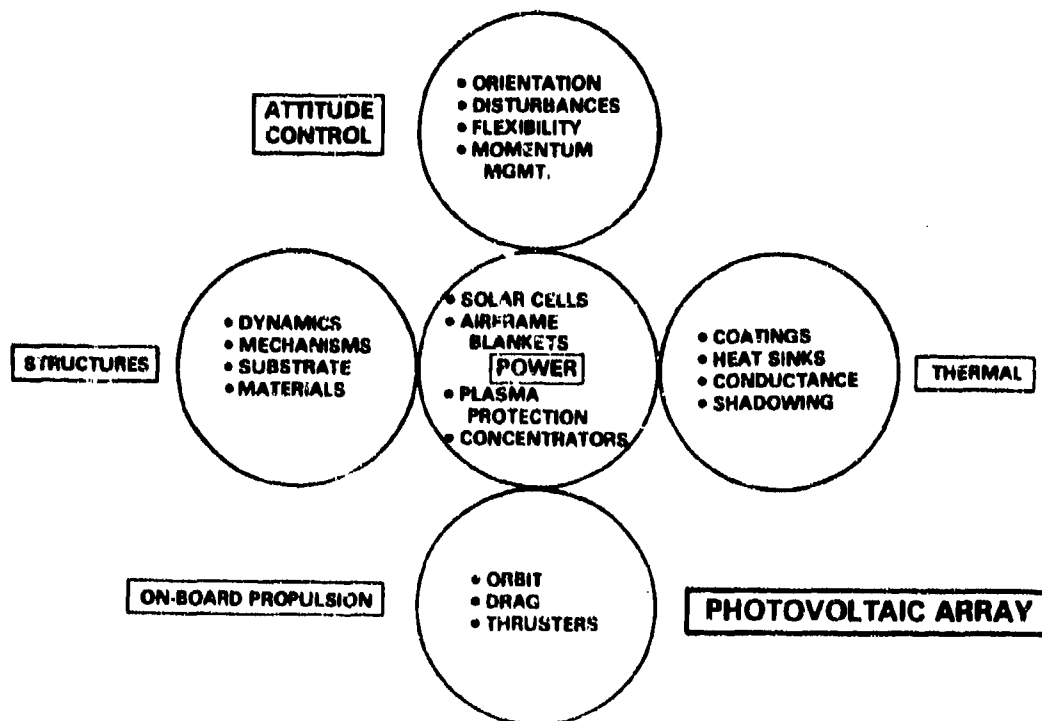 • ORIENTATION
• DISTURBANCES
• FLEXIBILITY
• MOMENTUM
MGMT.
ATTITUDE
CONTROL
• SOLAR CELLS
• AIRFRAME
BLANKETS
POWER
• PLASMA
PROTECTION
• CONCENTRATORS
• DYNAMICS
• MECHANISMS
• SUBSTRATE
• MATERIALS
STRUCTURES
• COATINGS
• HEAT SINKS
• CONDUCTANCE
• SHADOWING
THERMAL
• ORBIT
• DRAG
• THRUSTERS
ON-BOARD PROPULSION
PHOTOVOLTAIC ARRAY